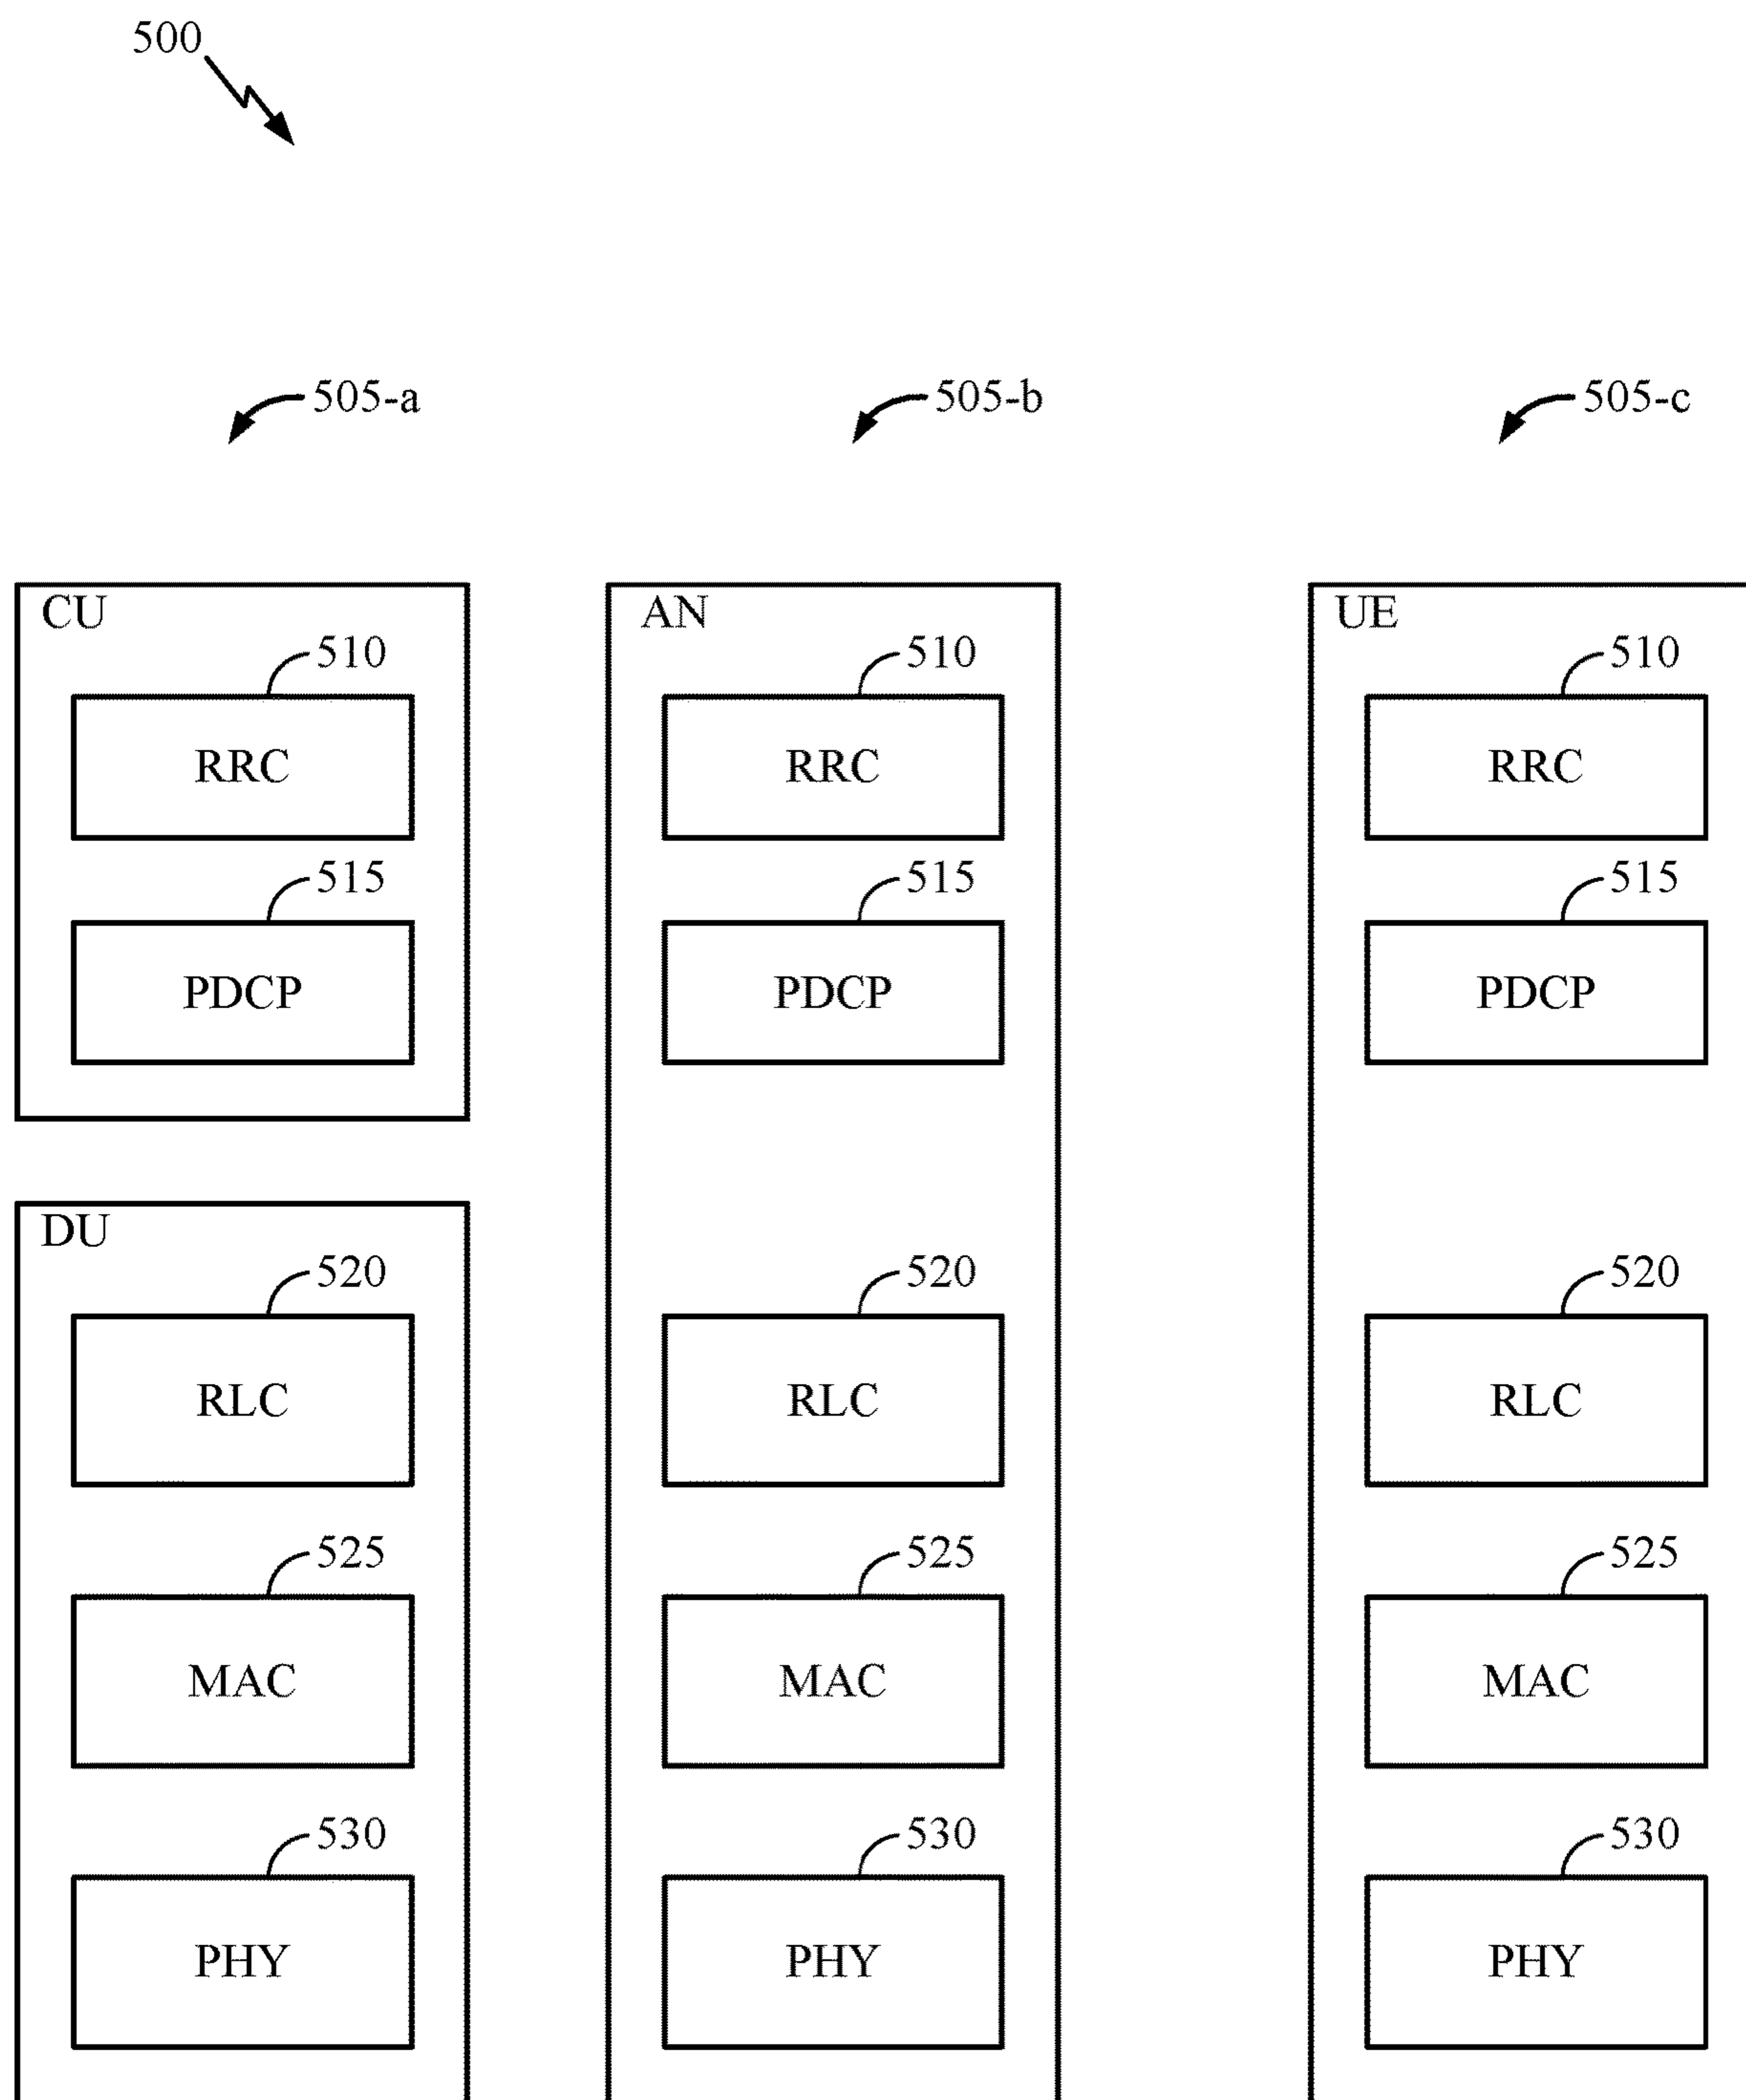 500
505-a 505-b 505-c
CU AN UE
510 510 510
RRC RRC RRC
515 515 515
PDCP PDCP PDCP
DU
520 520 520
RLC RLC RLC
525 525 525
MAC MAC MAC
530 530 530
PHY PHY PHY